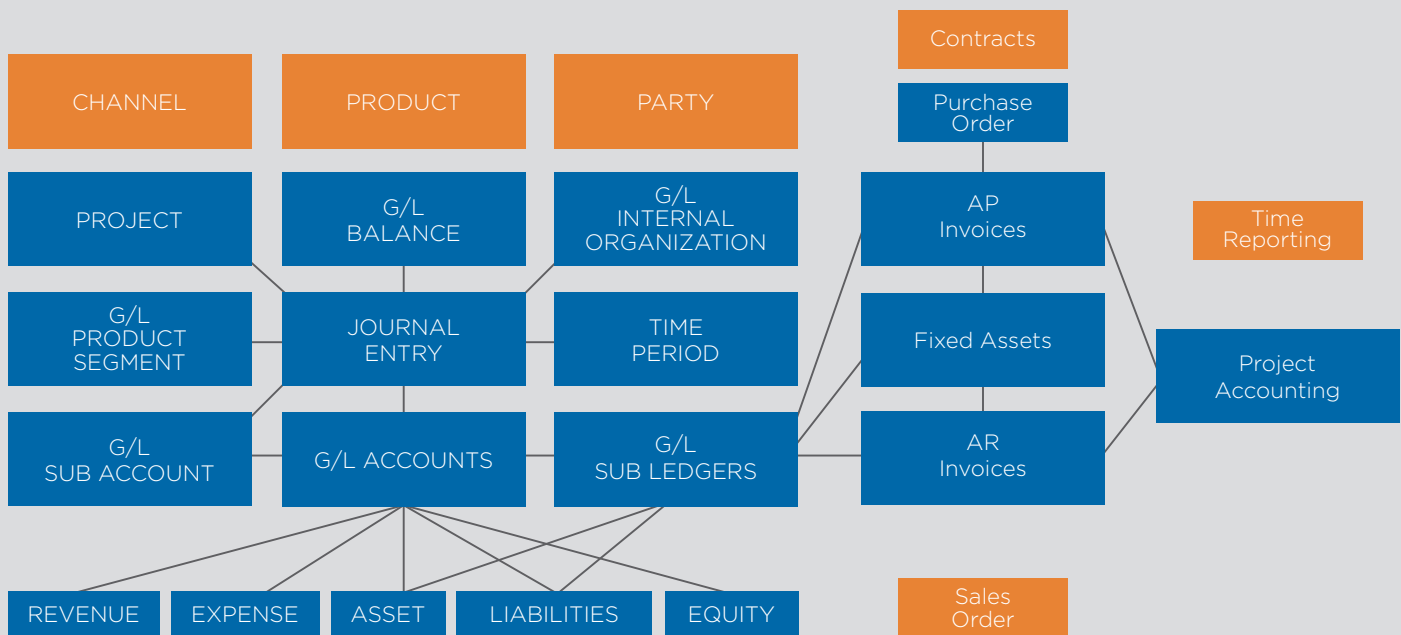 Contracts
CHANNEL
PRODUCT
PARTY
Purchase
Order
PROJECT
G/L
BALANCE
G/L
INTERNAL
ORGANIZATION
AP
Invoices
Time
Reporting
G/L
PRODUCT
SEGMENT
JOURNAL
ENTRY
TIME
PERIOD
Fixed Assets
Project
Accounting
G/L
SUB ACCOUNT
G/L ACCOUNTS
G/L
SUB LEDGERS
AR
Invoices
REVENUE
EXPENSE
ASSET
LIABILITIES
EQUITY
Sales
Order